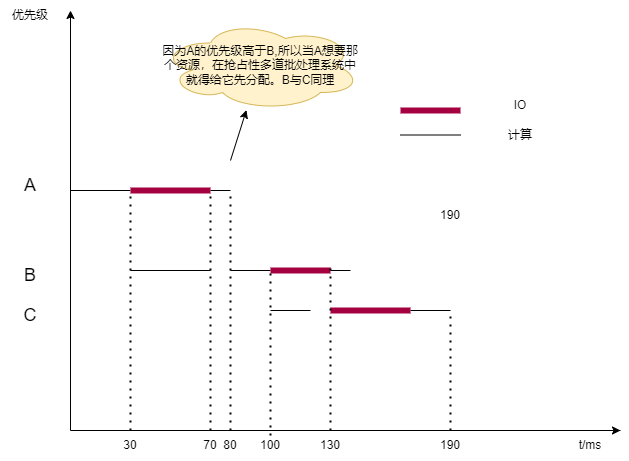 优先级
因为A的优先级高于B,所以当A想要那
个资源，在抢占性多道批处理系统中
就得给它先分配。B与C同理
IO
计算
A
190
B
C
30 70 80 100 130 190 t/ms